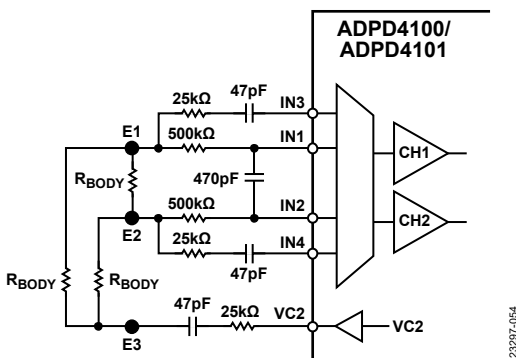 ADPD4100/
ADPD4101
25kΩ
47pF
IN3
E1
500kΩ
IN1
CH1
RBODY
470pF
E2
500kΩ
IN2
CH2
25kΩ
IN4
RBODY
RBODY
47pF
47pF
25kΩ
VC2
VC2
E3
23297-054